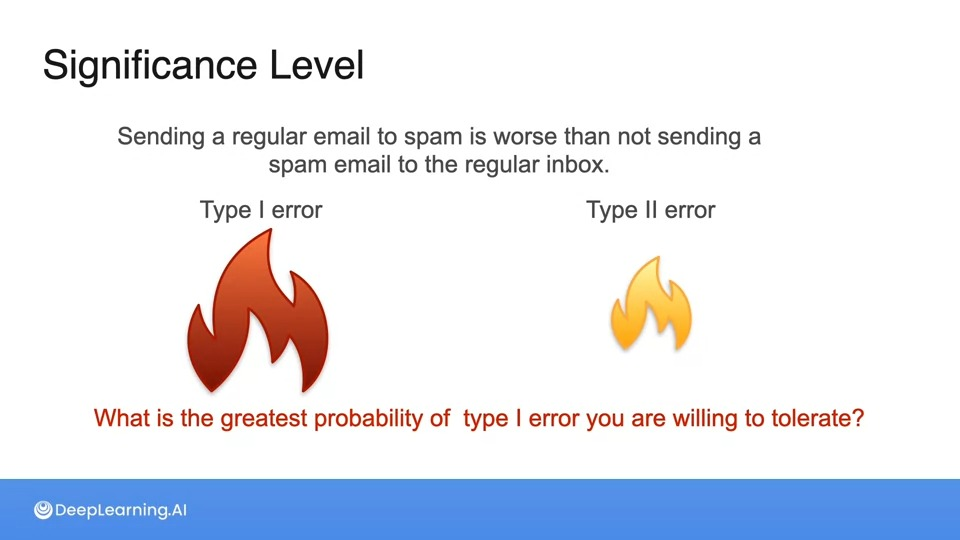 Significance Level
Sending a regular email to spam is worse than not sending a
spam email to the regular inbox.
Type I error
Type II error
What is the greatest probability of type I error you are willing to tolerate?
DeepLearning.AI